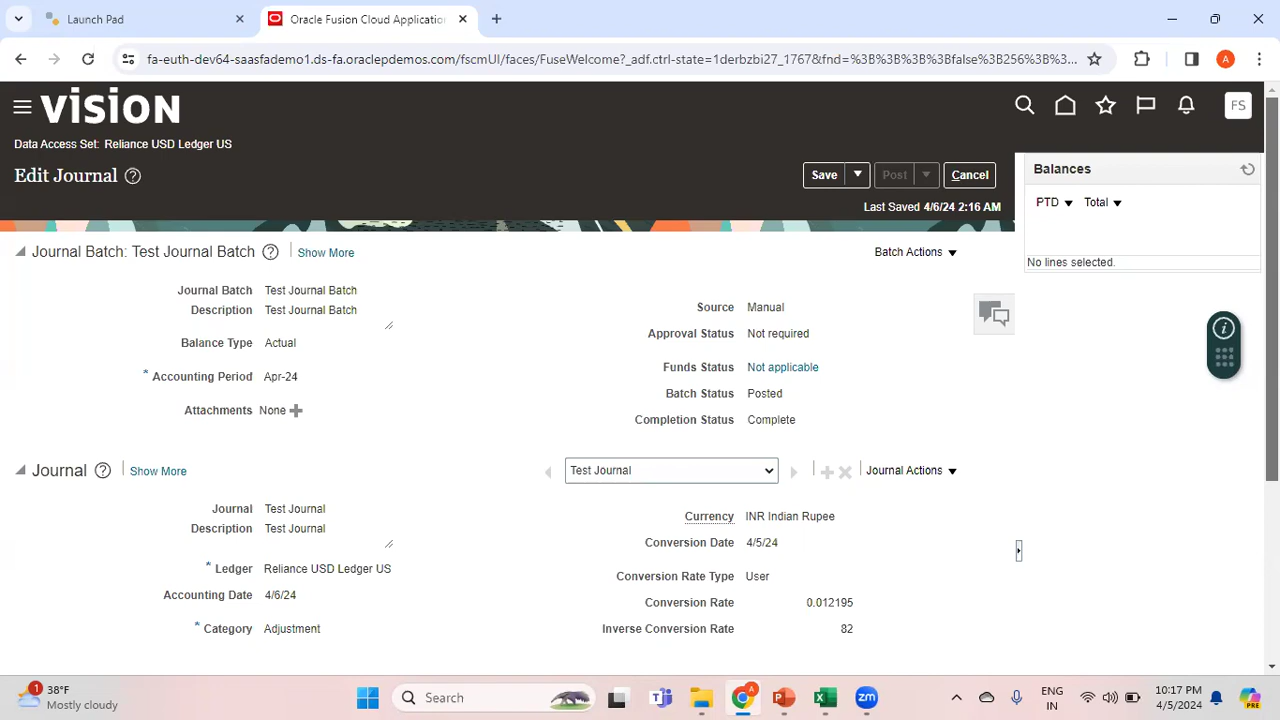 Launch Pad
Oracle Fusion Cloud Application
fa-euth-dev64-saasfademo1.ds-fa.oraclepdemos.com/fscmUI/faces/FuseWelcome?_adf.ctrl-state=1derbzbi27_1767&fnd=%3B%3B%3B%3Bfalse%3B256%3B%3...
A
VISION
FS
Data Access Set: Reliance USD Ledger US
Edit Journal
Save
Post
Cancel
Last Saved 4/6/24 2:16 AM
Balances
PTD
Total
No lines selected.
Journal Batch: Test Journal Batch
Show More
Batch Actions
Journal Batch Test Journal Batch
Description Test Journal Batch
Balance Type Actual
* Accounting Period Apr-24
Attachments None
Source Manual
Approval Status Not required
Funds Status Not applicable
Batch Status Posted
Completion Status Complete
Journal
Show More
Test Journal
Journal Actions
Journal Test Journal
Description Test Journal
* Ledger Reliance USD Ledger US
Accounting Date 4/6/24
* Category Adjustment
Currency INR Indian Rupee
Conversion Date 4/5/24
Conversion Rate Type User
Conversion Rate 0.012195
Inverse Conversion Rate 82
1
38°F
Mostly cloudy
Search
ENG
IN
10:17 PM
4/5/2024